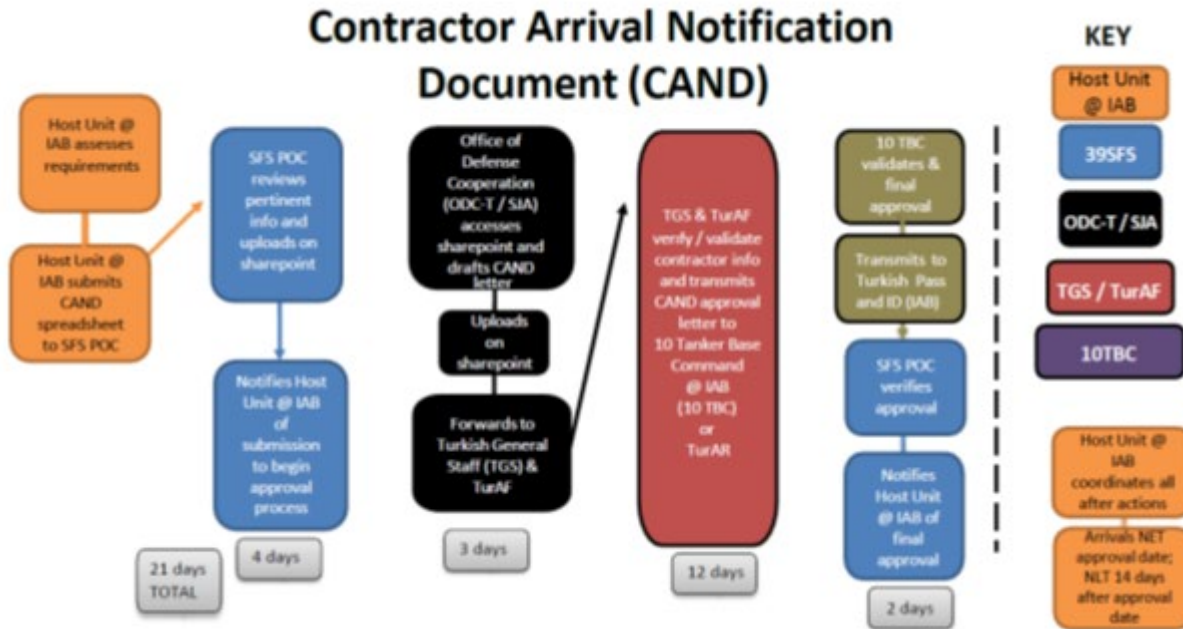 Contractor Arrival Notification
Document (CAND)
Host Unit @
IAB assesses
requirements
Host Unit @
IAB submits
CAND
spreadsheet
to SFS POC
SFS POC
reviews
pertinent
info and
uploads on
sharepoint
Notifies Host
Unit @ IAB
of
submission
to begin
approval
process
21 days
TOTAL
4 days
Office of
Defense
Cooperation
(ODC-T / SJA)
accesses
sharepoint and
drafts CAND
letter
Uploads
on
sharepoint
Forwards to
Turkish General
Staff (TGS) &
TurAF
3 days
TGS & TurAF
verify / validate
contractor info
and transmits
CAND approval
letter to
10 Tanker Base
Command
@ IAB
(10 TBC)
or
TurAR
12 days
10 TBC
validates &
final
approval
Transmits to
Turkish Pass
and ID (IAB)
SFS POC
verifies
approval
Notifies
Host Unit
@ IAB of
final
approval
2 days
KEY
Host Unit
@ IAB
39SFS
ODC-T / SJA
TGS / TurAF
10TBC
Host Unit @
IAB
coordinates all
after actions
Arrivals NET
approval date;
NLT 14 days
after approval
date